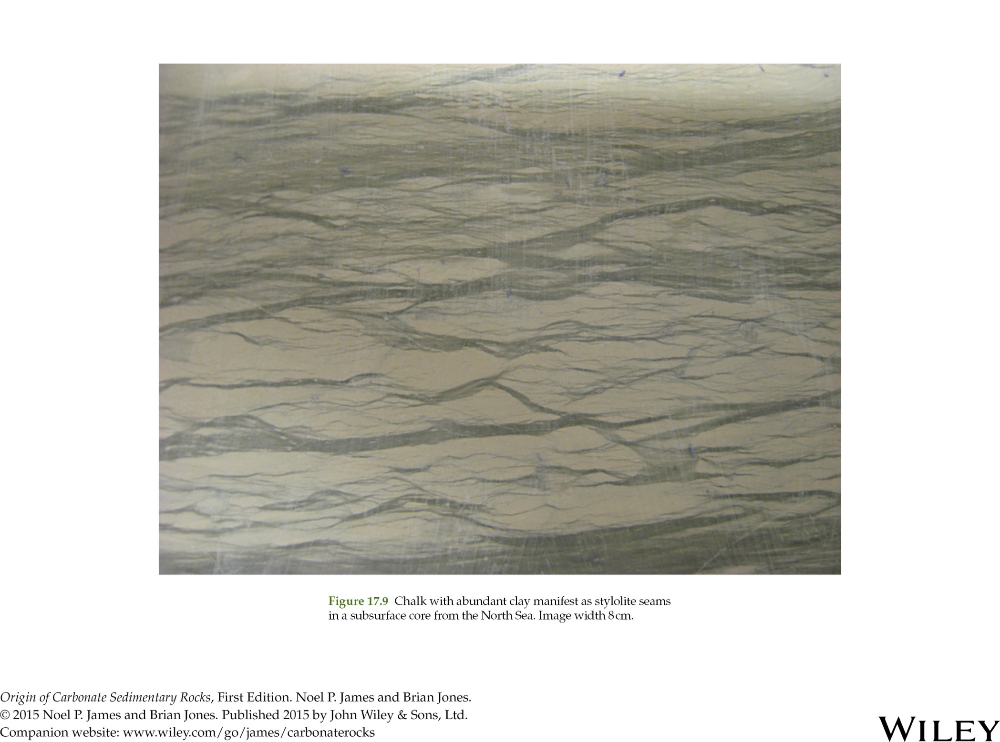 Figure 17.9 Chalk with abundant clay manifest as stylolite seams
in a subsurface core from the North Sea. Image width 8 cm.
Origin of Carbonate Sedimentary Rocks, First Edition. Noel P. James and Brian Jones.
© 2015 Noel P. James and Brian Jones. Published 2015 by John Wiley & Sons, Ltd.
Companion website: www.wiley.com/go/james/carbonaterocks
WILEY